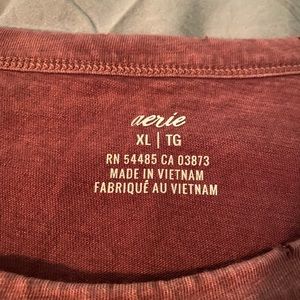 aerie
XL | TG
RN 54485 CA 03873
MADE IN VIETNAM
FABRIQUÉ AU VIETNAM